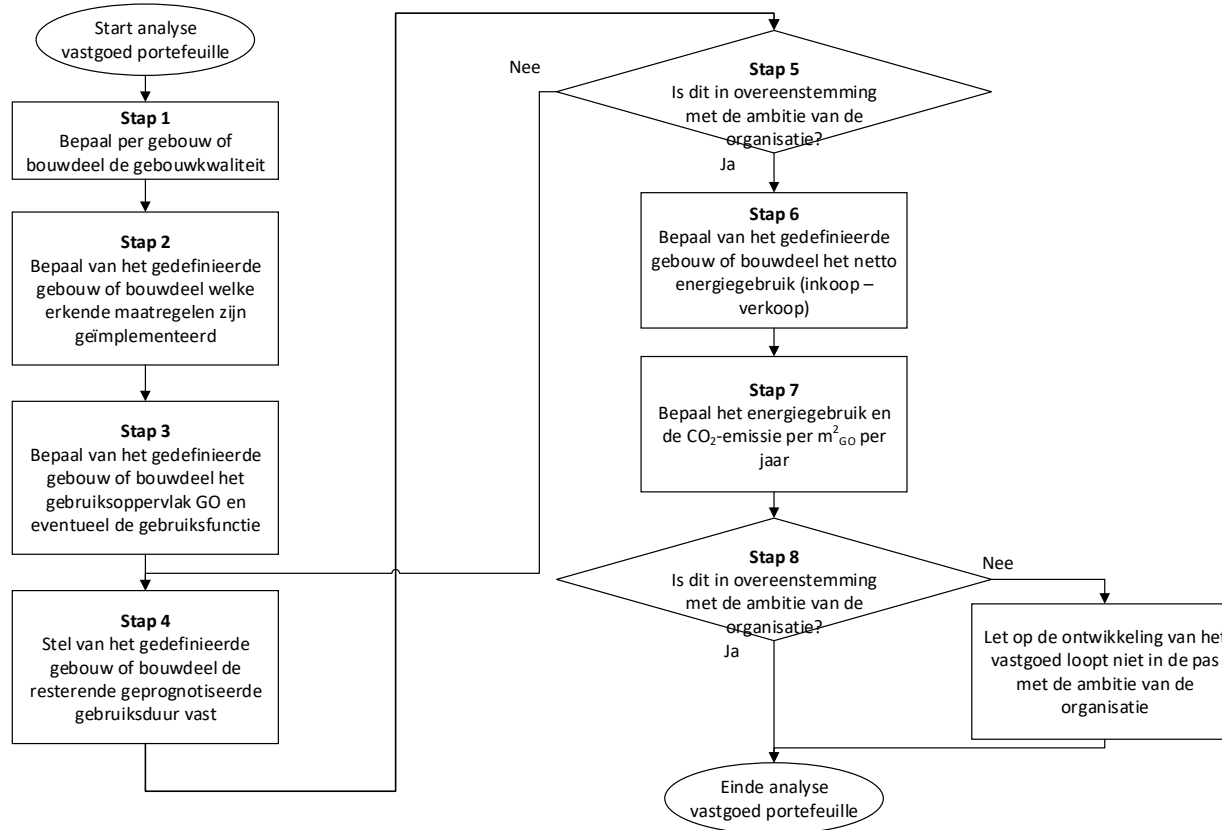 Start analyse
vastgoed portefeuille
Stap 1
Bepaal per gebouw of
bouwdeel de gebouwkwaliteit
Stap 2
Bepaal van het gedefinieerde
gebouw of bouwdeel welke
erkende maatregelen zijn
geïmplementeerd
Stap 3
Bepaal van het gedefinieerde
gebouw of bouwdeel het
gebruiksoppervlak GO en
eventueel de gebruiksfunctie
Stap 4
Stel van het gedefinieerde
gebouw of bouwdeel de
resterende geprognotiseerde
gebruiksduur vast
Nee
Stap 5
Is dit in overeenstemming
met de ambitie van de
organisatie?
Ja
Stap 6
Bepaal van het gedefinieerde
gebouw of bouwdeel het netto
energiegebruik (inkoop –
verkoop)
Stap 7
Bepaal het energiegebruik en
de CO₂-emissie per m²GO per
jaar
Stap 8
Is dit in overeenstemming
met de ambitie van de
organisatie?
Nee
Ja
Let op de ontwikkeling van het
vastgoed loopt niet in de pas
met de ambitie van de
organisatie
Einde analyse
vastgoed portefeuille